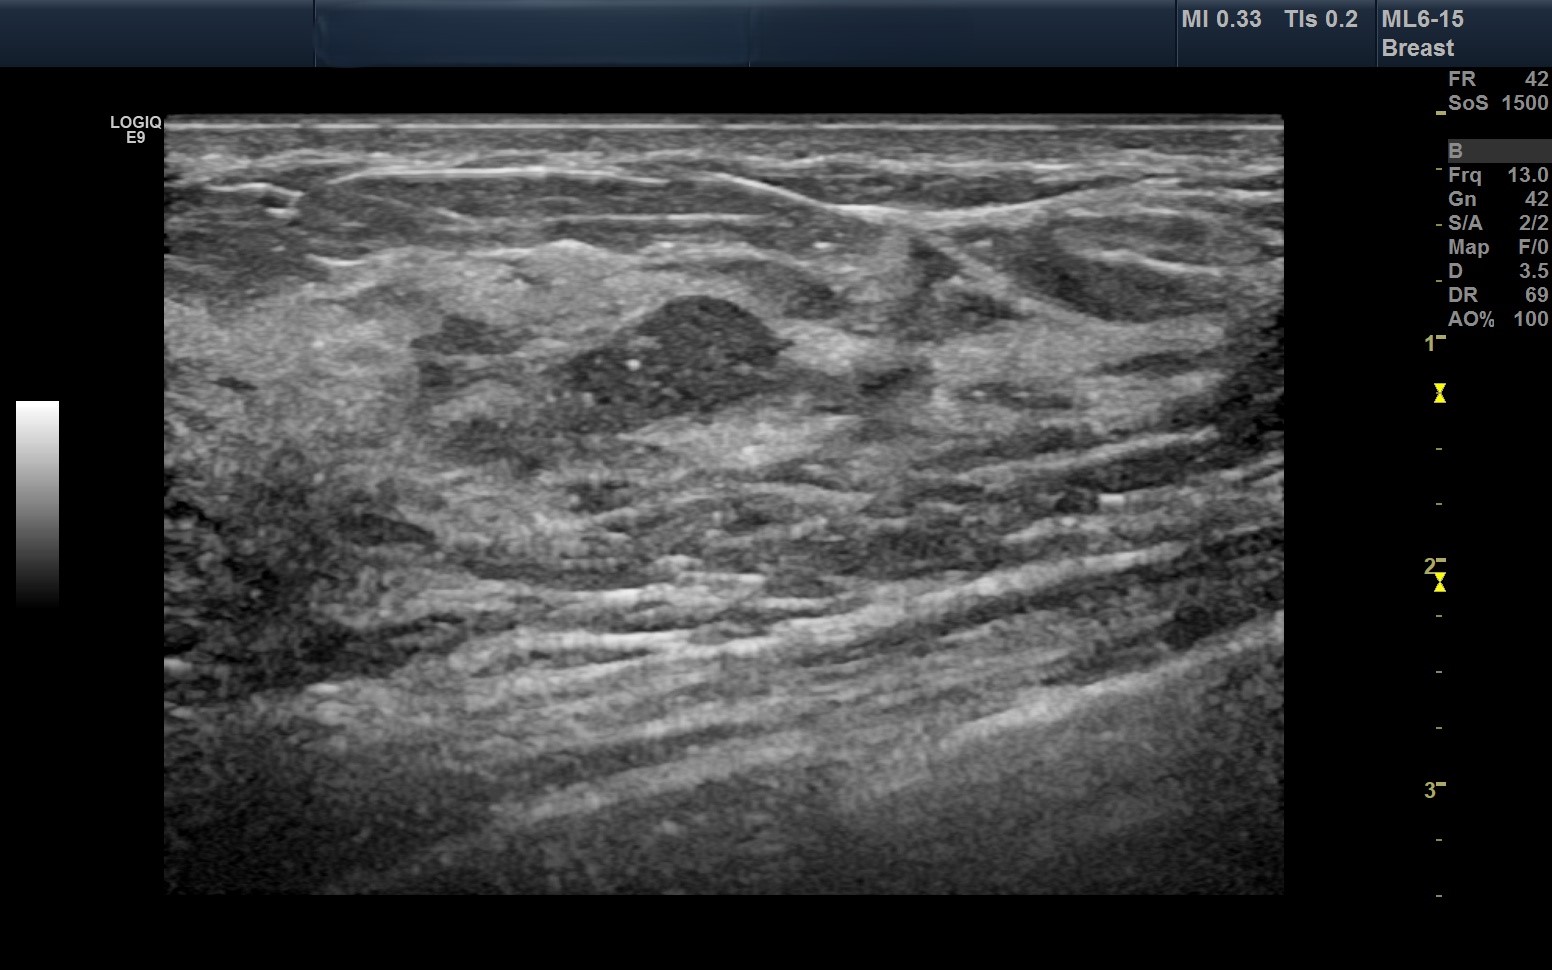 MI 0.33 TIs 0.2 ML6-15
Breast
FR 42
SoS 1500
LOGIQ
E9
B
Frq 13.0
Gn 42
S/A 2/2
Map F/0
D 3.5
DR 69
AO% 100
1
2
3